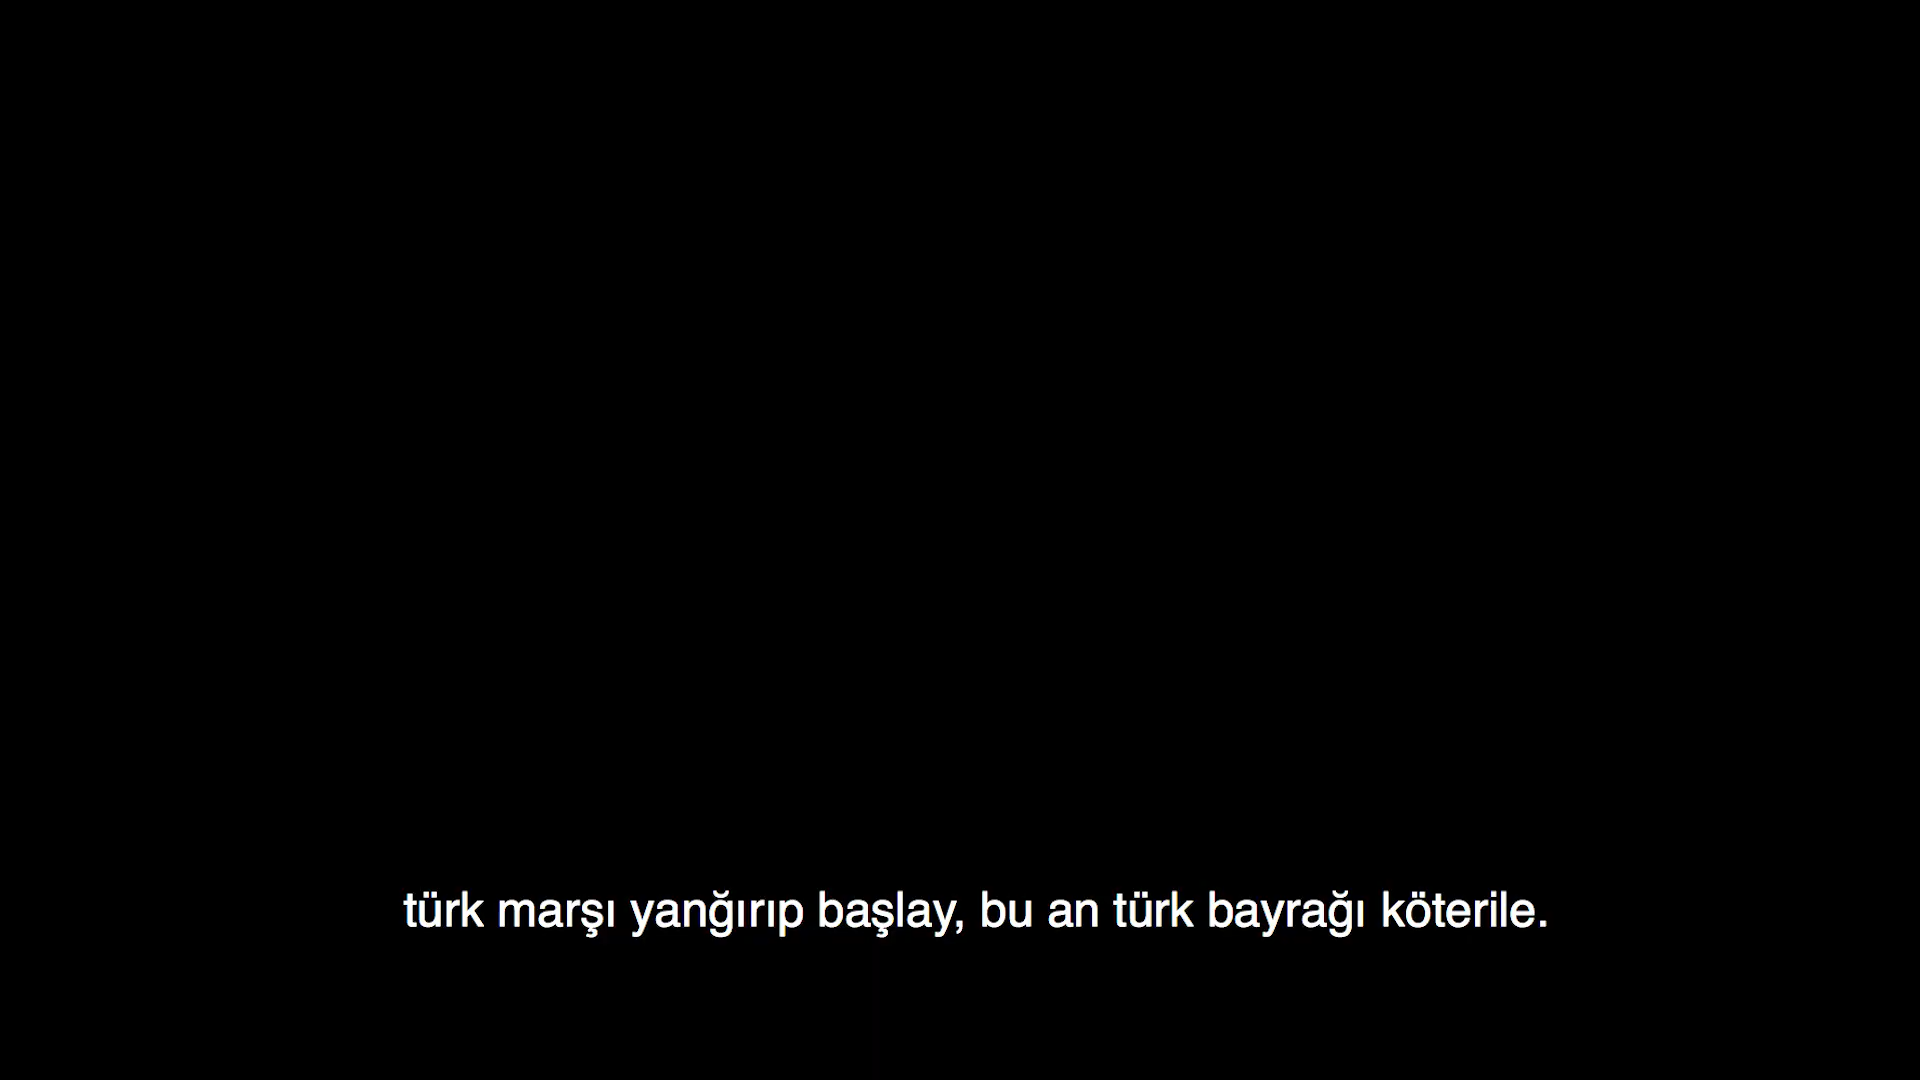 türk marşı yanğırıp başlay, bu an türk bayrağı köterile.